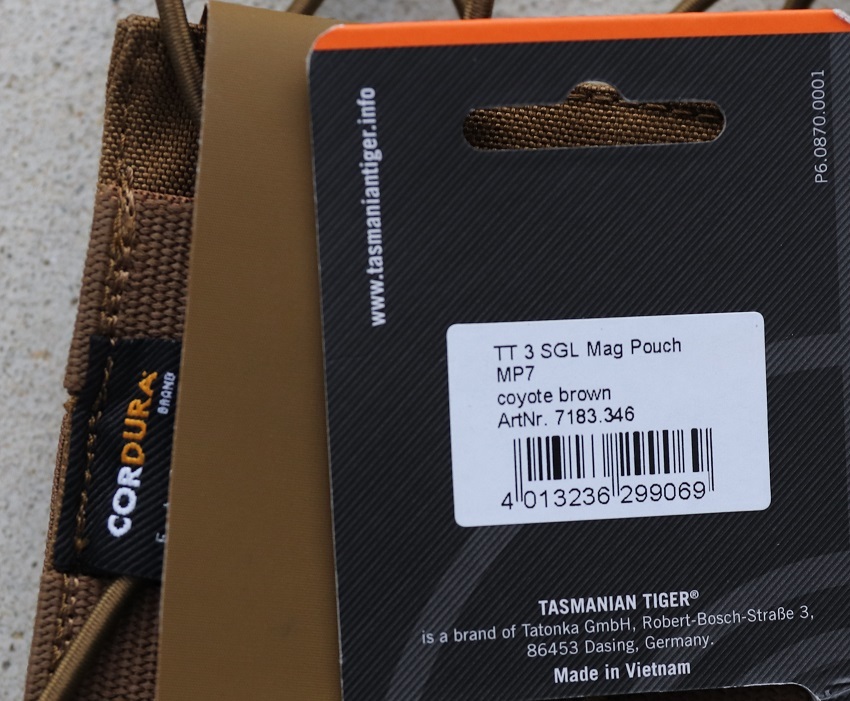 www.tasmaniantiger.info
P6.0870.0001
TT 3 SGL Mag Pouch
MP7
coyote brown
ArtNr. 7183.346
4 013236 299069
CORDURA
BRAND
TASMANIAN TIGER®
is a brand of Tatonka GmbH, Robert-Bosch-Straße 3,
86453 Dasing, Germany.
Made in Vietnam